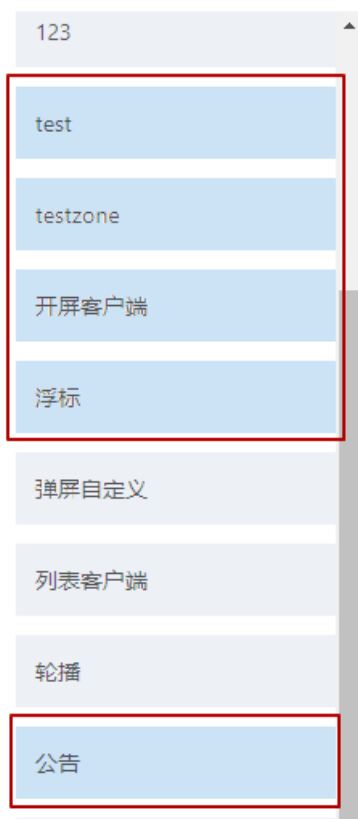 123
test
testzone
开屏客户端
浮标
弹屏自定义
列表客户端
轮播
公告